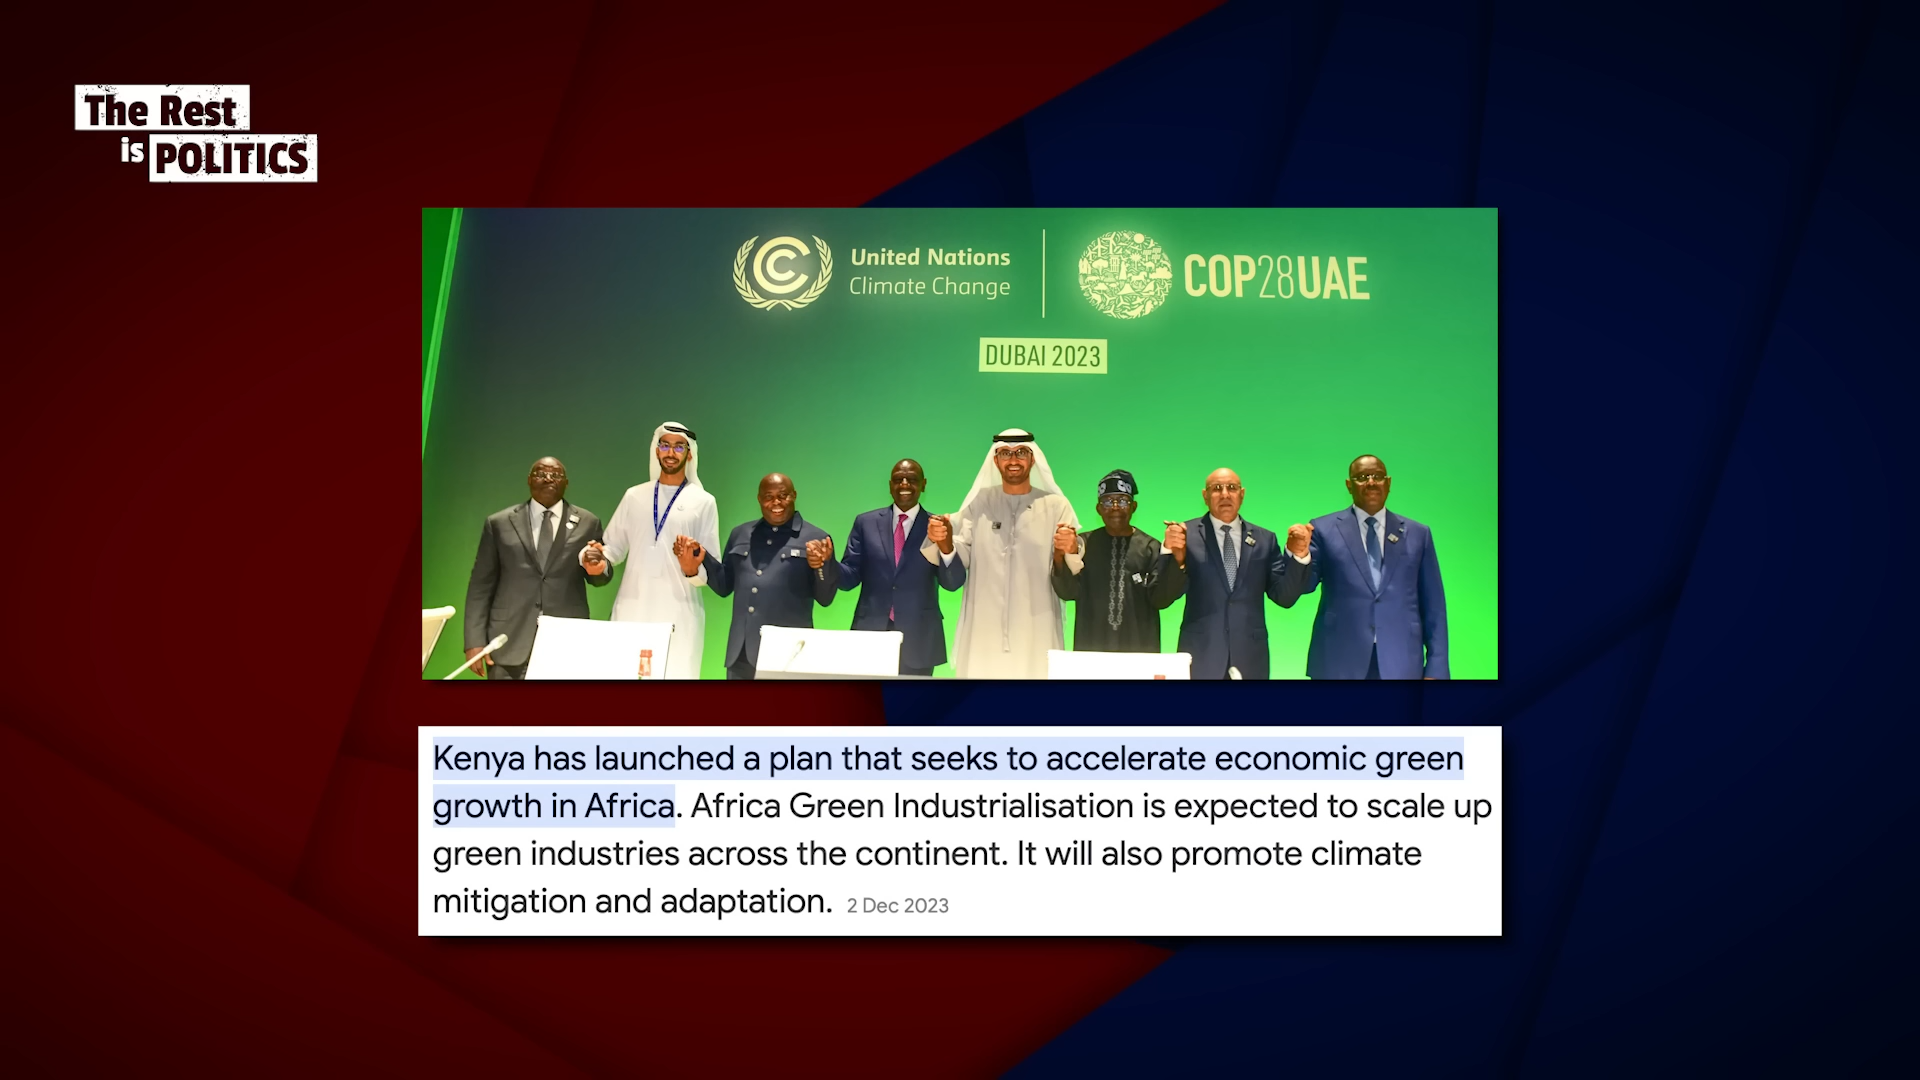 The Rest
is POLITICS
United Nations
Climate Change
COP28UAE
DUBAI 2023
Kenya has launched a plan that seeks to accelerate economic green
growth in Africa. Africa Green Industrialisation is expected to scale up
green industries across the continent. It will also promote climate
mitigation and adaptation. 2 Dec 2023